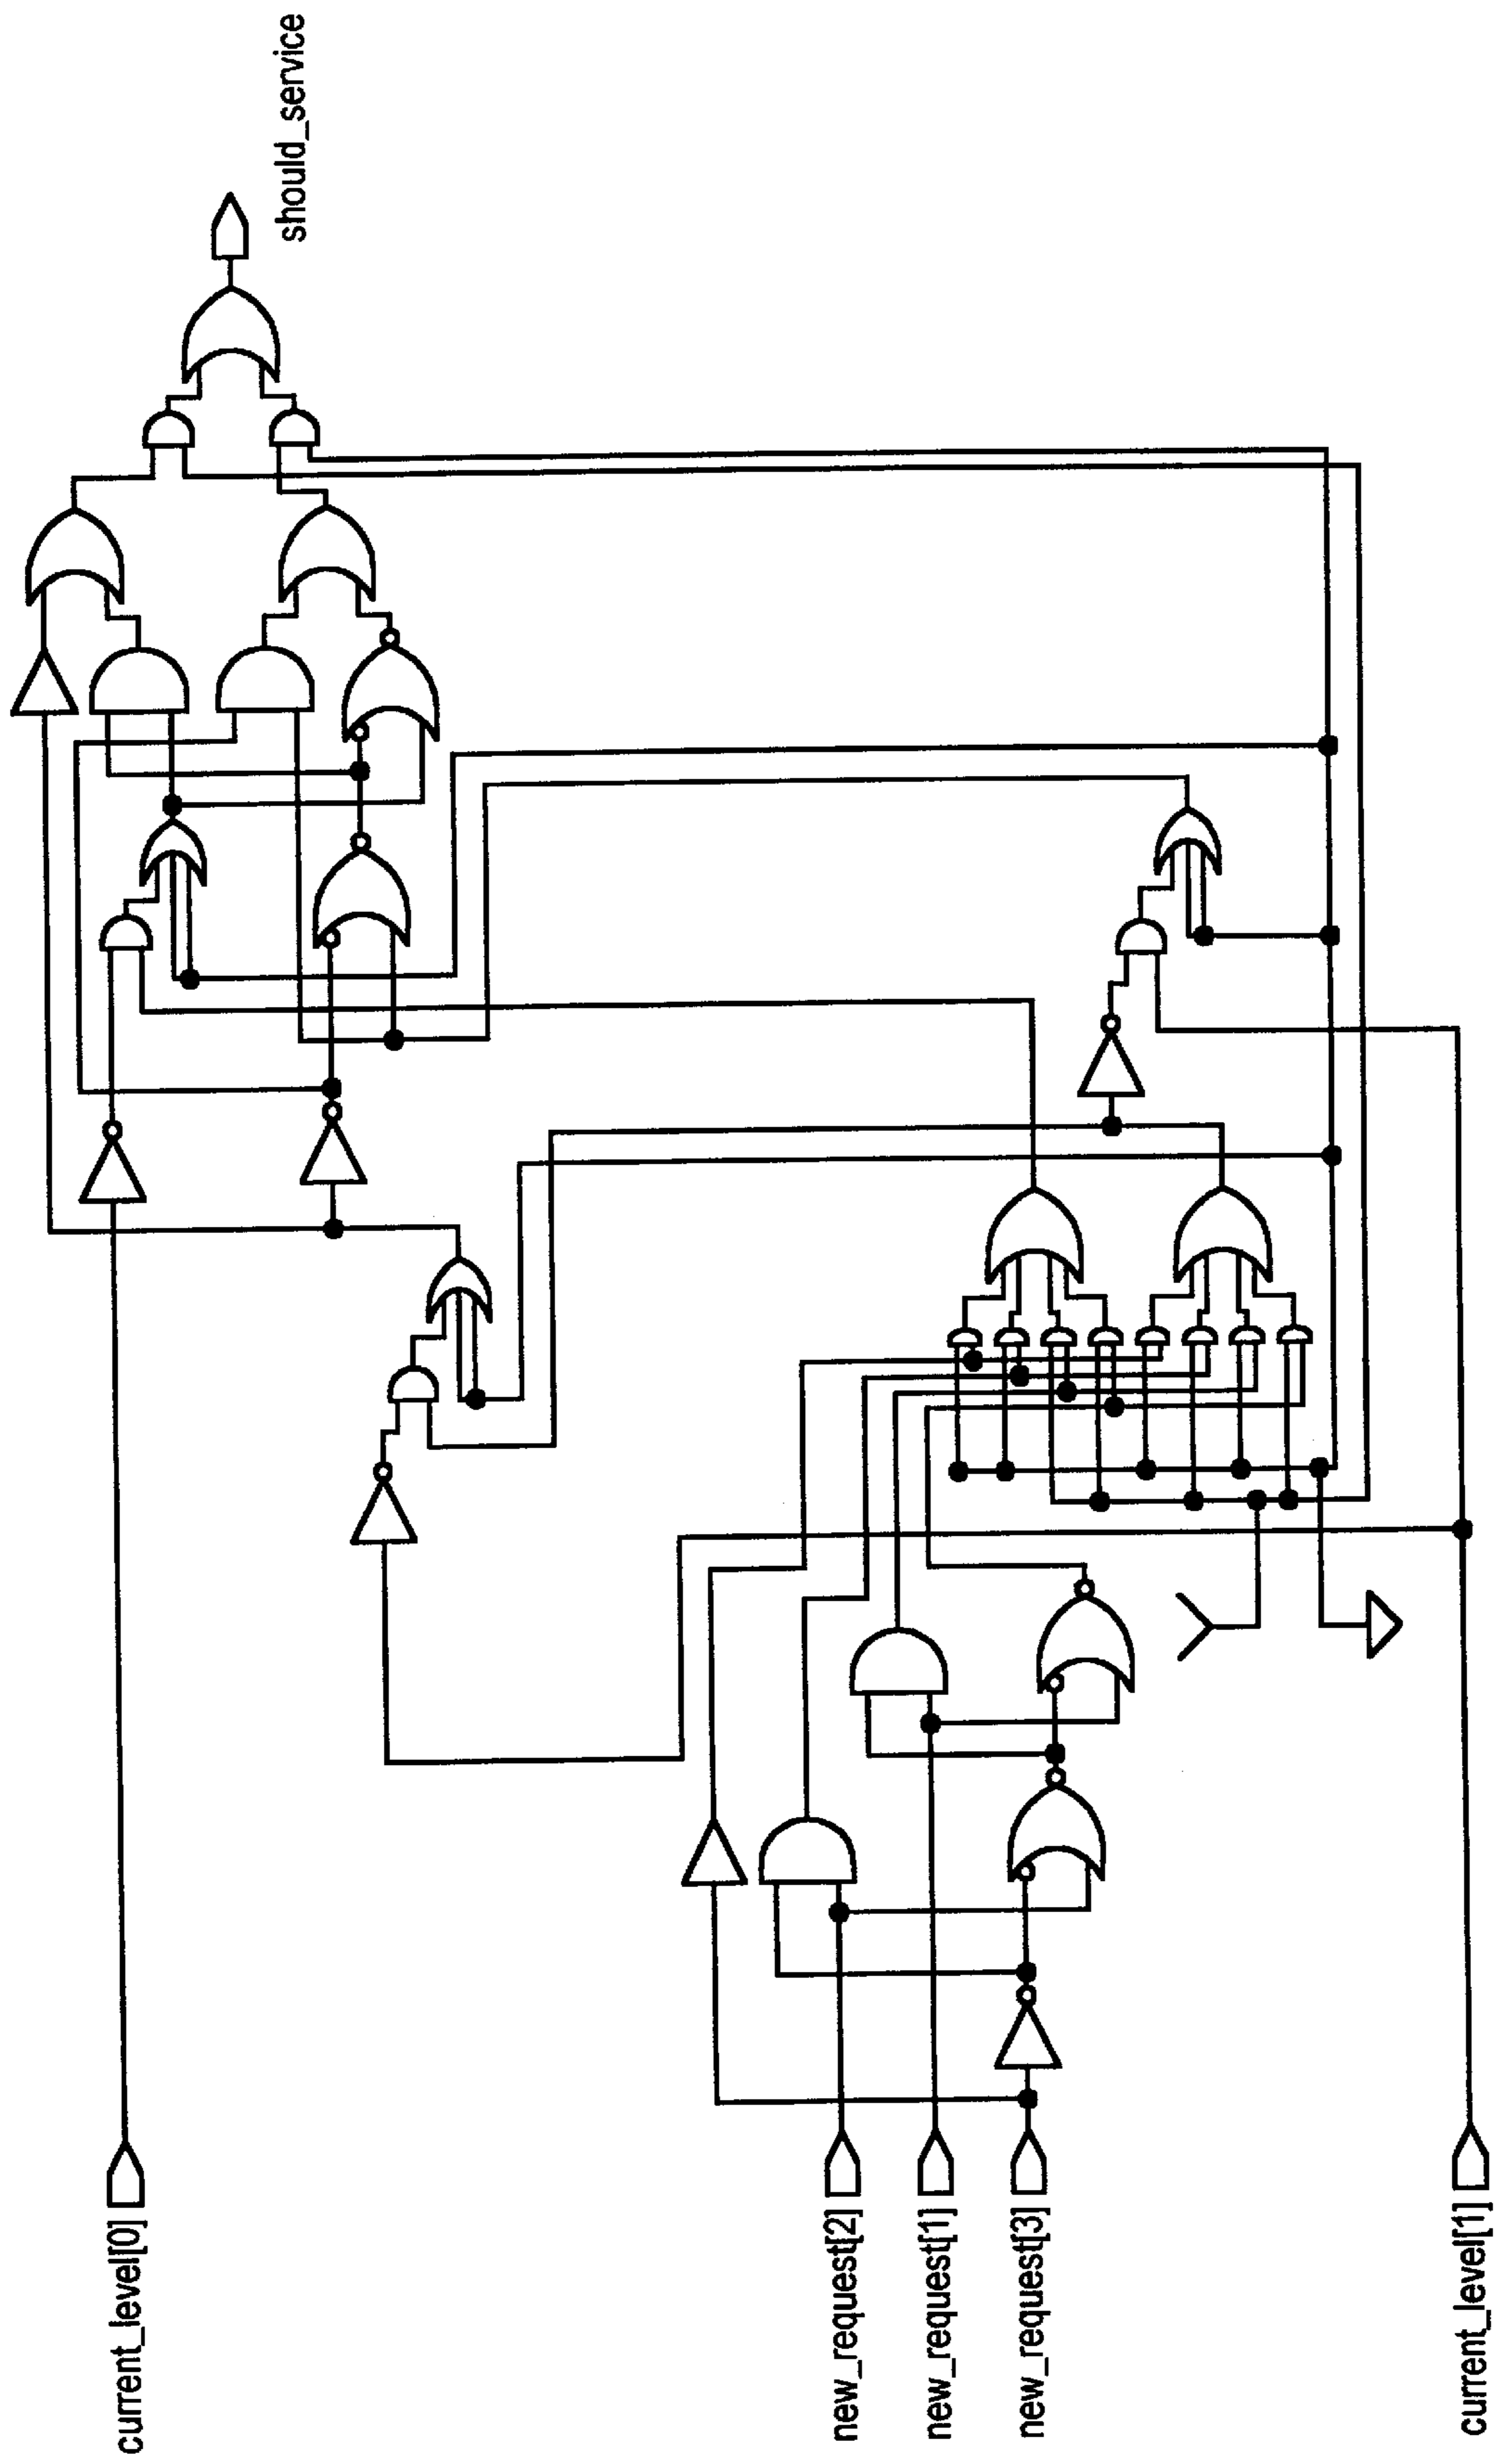 should_service
current_level[0]
new_request[2]
new_request[1]
new_request[3]
current_level[1]